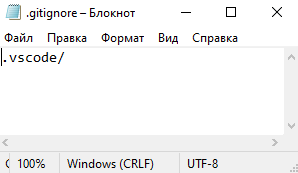 .gitignore – Блокнот
Файл Правка Формат Вид Справка
.vscode/
100% Windows (CRLF) UTF-8